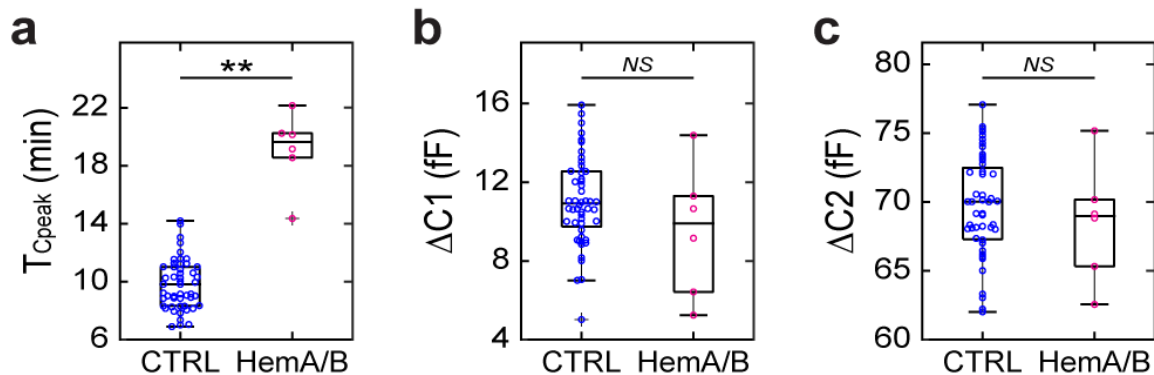 a
**
T_Cpeak (min)
22
18
14
10
6
CTRL HemA/B
b
NS
ΔC1 (fF)
16
12
8
4
CTRL HemA/B
c
NS
ΔC2 (fF)
80
75
70
65
60
CTRL HemA/B